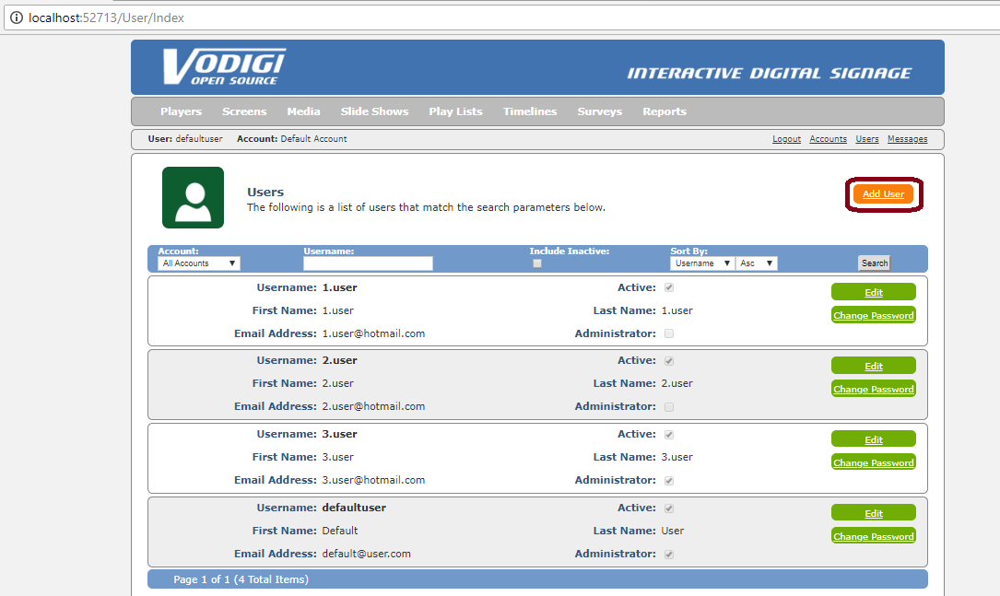 localhost:52713/User/Index
VODIGI
OPEN SOURCE
INTERACTIVE DIGITAL SIGNAGE
Players Screens Media Slide Shows Play Lists Timelines Surveys Reports
User: defaultuser Account: Default Account Logout Accounts Users Messages
Users
The following is a list of users that match the search parameters below.
Add User
Account: Username: Include Inactive: Sort By:
All Accounts Username Asc Search
Username: 1.user Active: Edit
First Name: 1.user Last Name: 1.user Change Password
Email Address: 1.user@hotmail.com Administrator:
Username: 2.user Active: Edit
First Name: 2.user Last Name: 2.user Change Password
Email Address: 2.user@hotmail.com Administrator:
Username: 3.user Active: Edit
First Name: 3.user Last Name: 3.user Change Password
Email Address: 3.user@hotmail.com Administrator:
Username: defaultuser Active: Edit
First Name: Default Last Name: User Change Password
Email Address: default@user.com Administrator:
Page 1 of 1 (4 Total Items)